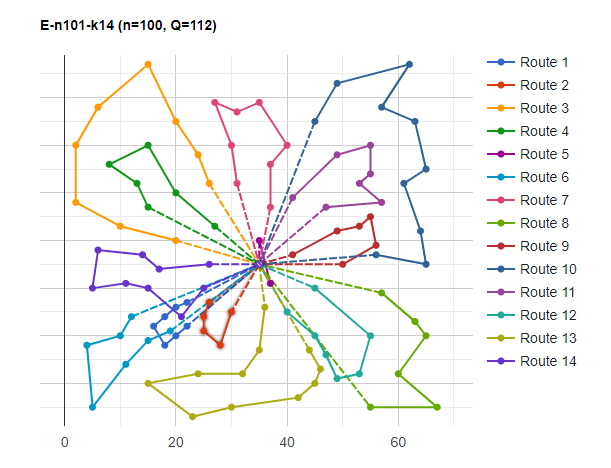 E-n101-k14 (n=100, Q=112)
Route 1
Route 2
Route 3
Route 4
Route 5
Route 6
Route 7
Route 8
Route 9
Route 10
Route 11
Route 12
Route 13
Route 14
0 20 40 60